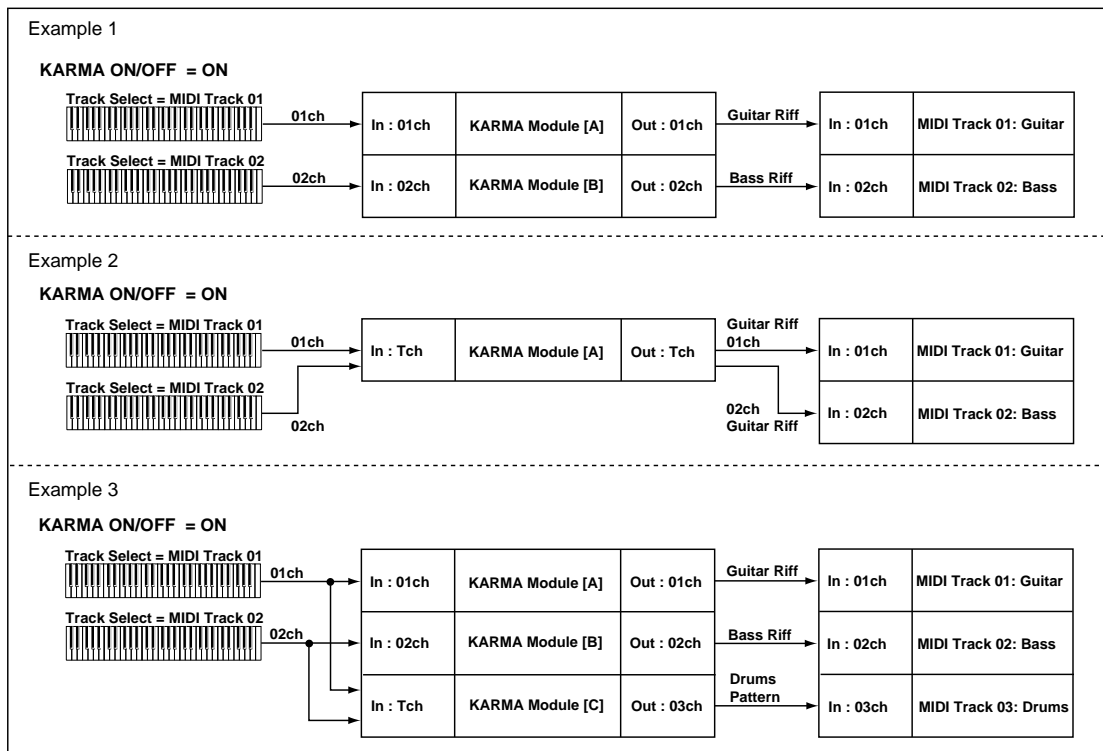 Example 1
KARMA ON/OFF = ON
Track Select = MIDI Track 01
01ch
In : 01ch
KARMA Module [A]
Out : 01ch
Guitar Riff
In : 01ch
MIDI Track 01: Guitar
Track Select = MIDI Track 02
02ch
In : 02ch
KARMA Module [B]
Out : 02ch
Bass Riff
In : 02ch
MIDI Track 02: Bass
Example 2
KARMA ON/OFF = ON
Track Select = MIDI Track 01
01ch
In : Tch
KARMA Module [A]
Out : Tch
Guitar Riff
01ch
In : 01ch
MIDI Track 01: Guitar
Track Select = MIDI Track 02
02ch
02ch
Guitar Riff
In : 02ch
MIDI Track 02: Bass
Example 3
KARMA ON/OFF = ON
Track Select = MIDI Track 01
01ch
In : 01ch
KARMA Module [A]
Out : 01ch
Guitar Riff
In : 01ch
MIDI Track 01: Guitar
Track Select = MIDI Track 02
02ch
In : 02ch
KARMA Module [B]
Out : 02ch
Bass Riff
In : 02ch
MIDI Track 02: Bass
In : Tch
KARMA Module [C]
Out : 03ch
Drums
Pattern
In : 03ch
MIDI Track 03: Drums